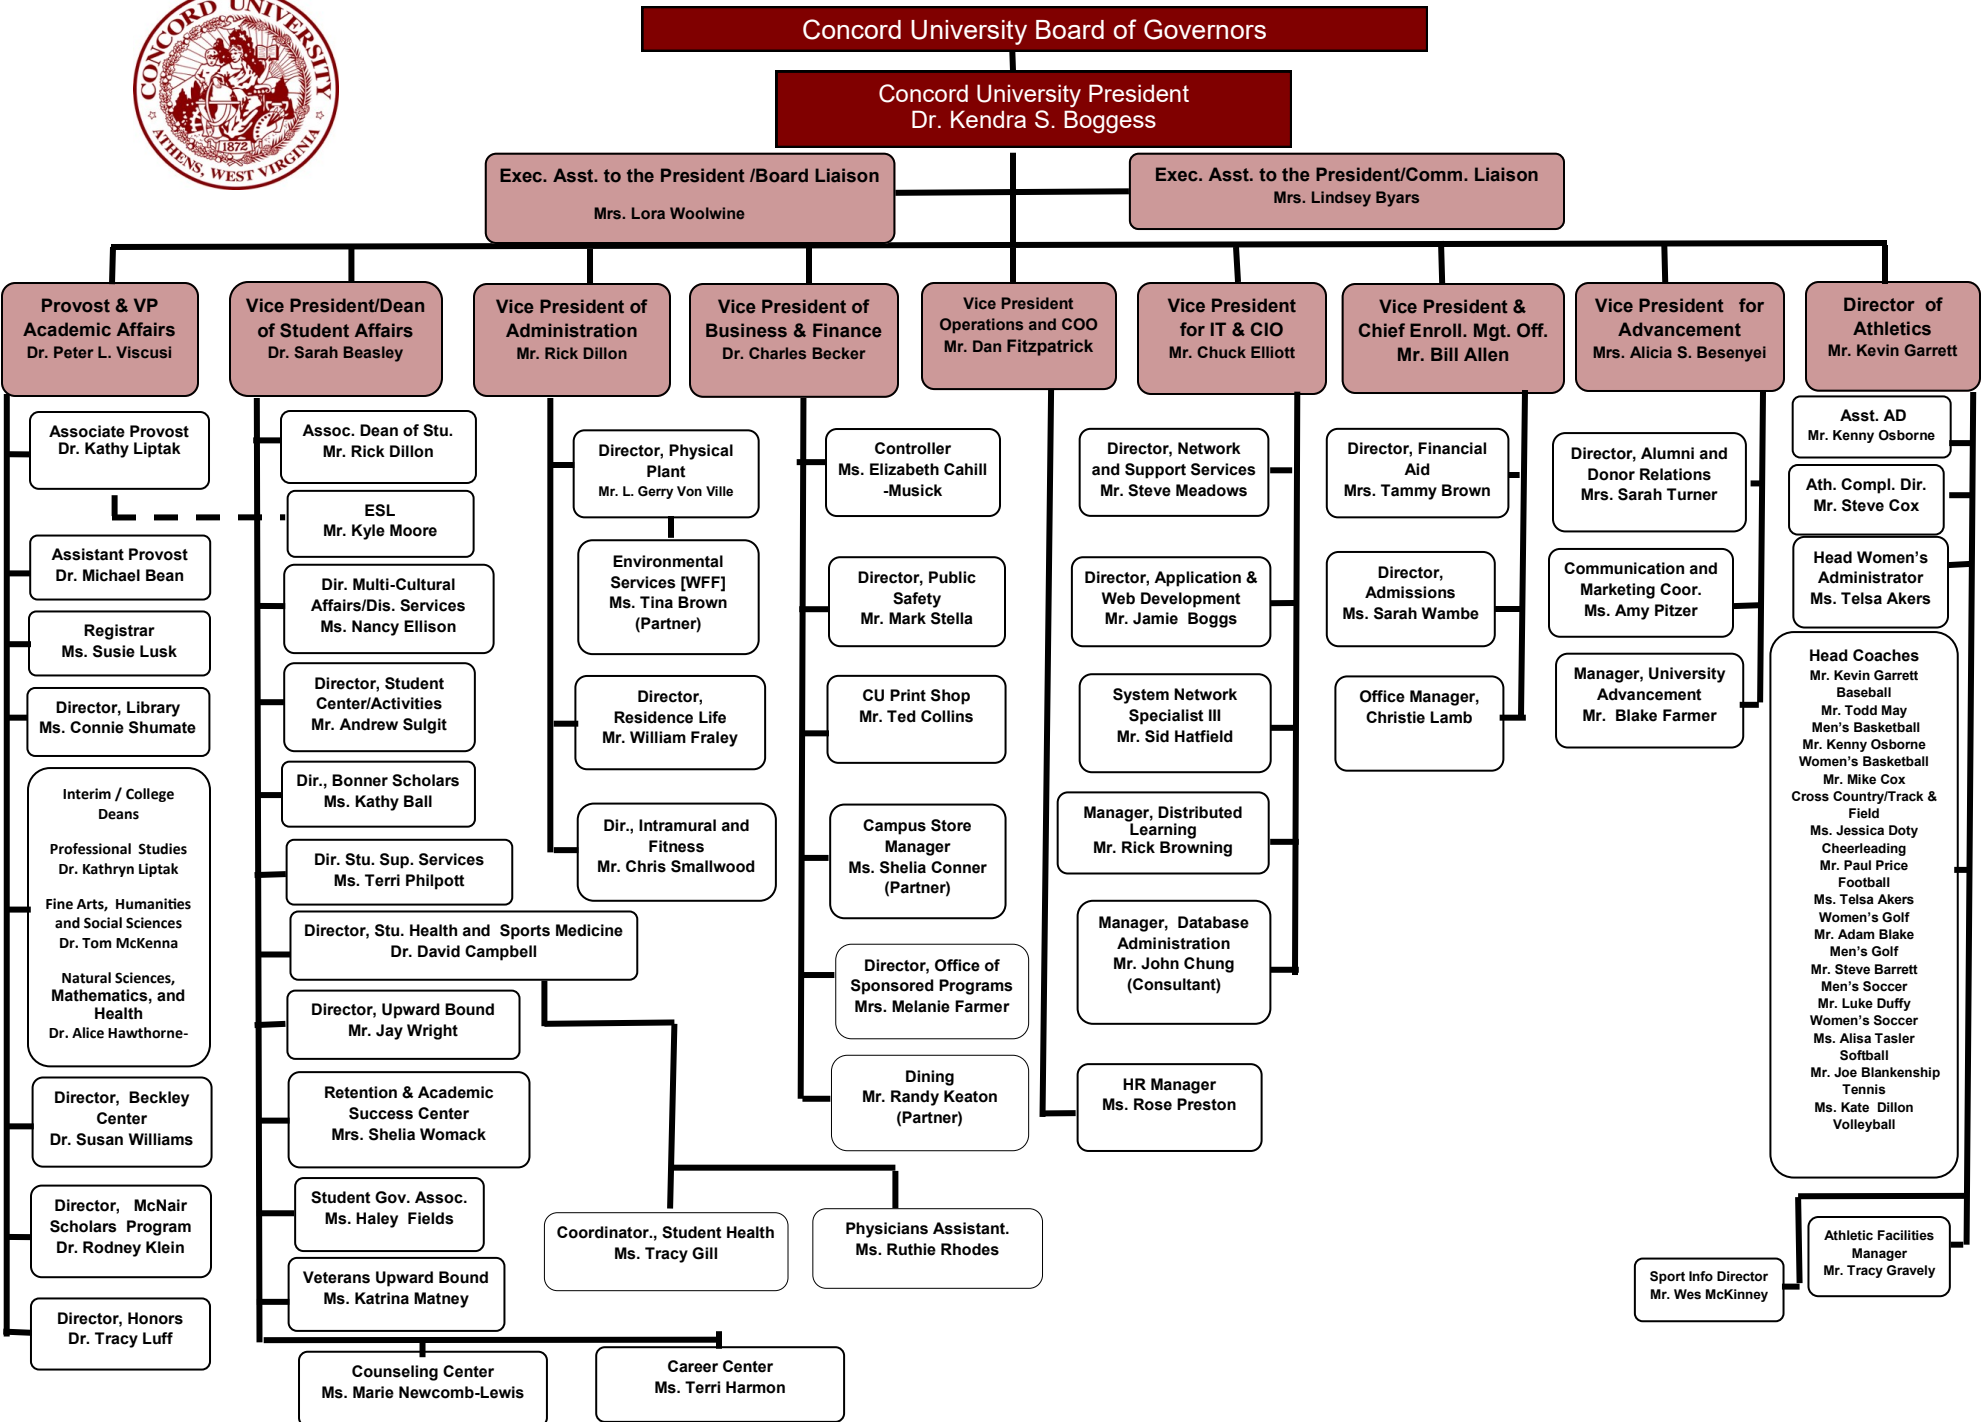 CONCORD UNIVERSITY
1872
ATHENS, WEST VIRGINIA
Concord University Board of Governors
Concord University President
Dr. Kendra S. Boggess
Exec. Asst. to the President /Board Liaison
Mrs. Lora Woolwine
Exec. Asst. to the President/Comm. Liaison
Mrs. Lindsey Byars
Provost & VP
Academic Affairs
Dr. Peter L. Viscusi
Vice President/Dean
of Student Affairs
Dr. Sarah Beasley
Vice President of
Administration
Mr. Rick Dillon
Vice President of
Business & Finance
Dr. Charles Becker
Vice President
Operations and COO
Mr. Dan Fitzpatrick
Vice President
for IT & CIO
Mr. Chuck Elliott
Vice President &
Chief Enroll. Mgt. Off.
Mr. Bill Allen
Vice President for
Advancement
Mrs. Alicia S. Besenyei
Director of
Athletics
Mr. Kevin Garrett
Associate Provost
Dr. Kathy Liptak
Assistant Provost
Dr. Michael Bean
Registrar
Ms. Susie Lusk
Director, Library
Ms. Connie Shumate
Interim / College
Deans
Professional Studies
Dr. Kathryn Liptak
Fine Arts, Humanities
and Social Sciences
Dr. Tom McKenna
Natural Sciences,
Mathematics, and
Health
Dr. Alice Hawthorne-
Director, Beckley
Center
Dr. Susan Williams
Director, McNair
Scholars Program
Dr. Rodney Klein
Director, Honors
Dr. Tracy Luff
Assoc. Dean of Stu.
Mr. Rick Dillon
ESL
Mr. Kyle Moore
Dir. Multi-Cultural
Affairs/Dis. Services
Ms. Nancy Ellison
Director, Student
Center/Activities
Mr. Andrew Sulgit
Dir., Bonner Scholars
Ms. Kathy Ball
Dir. Stu. Sup. Services
Ms. Terri Philpott
Director, Stu. Health and Sports Medicine
Dr. David Campbell
Director, Upward Bound
Mr. Jay Wright
Retention & Academic
Success Center
Mrs. Shelia Womack
Student Gov. Assoc.
Ms. Haley Fields
Veterans Upward Bound
Ms. Katrina Matney
Counseling Center
Ms. Marie Newcomb-Lewis
Career Center
Ms. Terri Harmon
Coordinator., Student Health
Ms. Tracy Gill
Physicians Assistant.
Ms. Ruthie Rhodes
Director, Physical
Plant
Mr. L. Gerry Von Ville
Environmental
Services [WFF]
Ms. Tina Brown
(Partner)
Director,
Residence Life
Mr. William Fraley
Dir., Intramural and
Fitness
Mr. Chris Smallwood
Controller
Ms. Elizabeth Cahill
-Musick
Director, Public
Safety
Mr. Mark Stella
CU Print Shop
Mr. Ted Collins
Campus Store
Manager
Ms. Shelia Conner
(Partner)
Director, Office of
Sponsored Programs
Mrs. Melanie Farmer
Dining
Mr. Randy Keaton
(Partner)
HR Manager
Ms. Rose Preston
Director, Network
and Support Services
Mr. Steve Meadows
Director, Application &
Web Development
Mr. Jamie Boggs
System Network
Specialist III
Mr. Sid Hatfield
Manager, Distributed
Learning
Mr. Rick Browning
Manager, Database
Administration
Mr. John Chung
(Consultant)
Director, Financial
Aid
Mrs. Tammy Brown
Director,
Admissions
Ms. Sarah Wambe
Office Manager,
Christie Lamb
Director, Alumni and
Donor Relations
Mrs. Sarah Turner
Communication and
Marketing Coor.
Ms. Amy Pitzer
Manager, University
Advancement
Mr. Blake Farmer
Asst. AD
Mr. Kenny Osborne
Ath. Compl. Dir.
Mr. Steve Cox
Head Women's
Administrator
Ms. Telsa Akers
Head Coaches
Mr. Kevin Garrett
Baseball
Mr. Todd May
Men's Basketball
Mr. Kenny Osborne
Women's Basketball
Mr. Mike Cox
Cross Country/Track &
Field
Ms. Jessica Doty
Cheerleading
Mr. Paul Price
Football
Ms. Telsa Akers
Women's Golf
Mr. Adam Blake
Men's Golf
Mr. Steve Barrett
Men's Soccer
Mr. Luke Duffy
Women's Soccer
Ms. Alisa Tasler
Softball
Mr. Joe Blankenship
Tennis
Ms. Kate Dillon
Volleyball
Athletic Facilities
Manager
Mr. Tracy Gravely
Sport Info Director
Mr. Wes McKinney